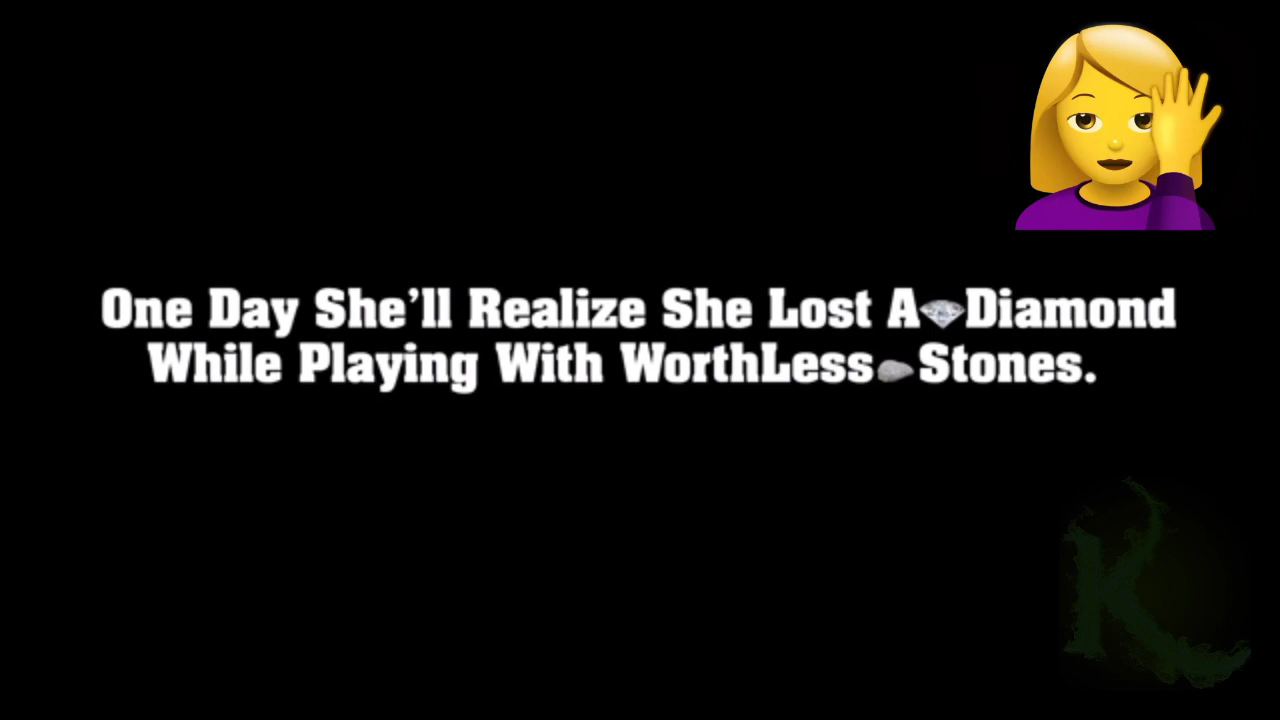 One Day She’ll Realize She Lost A💎Diamond
While Playing With WorthLess🪨Stones.
K